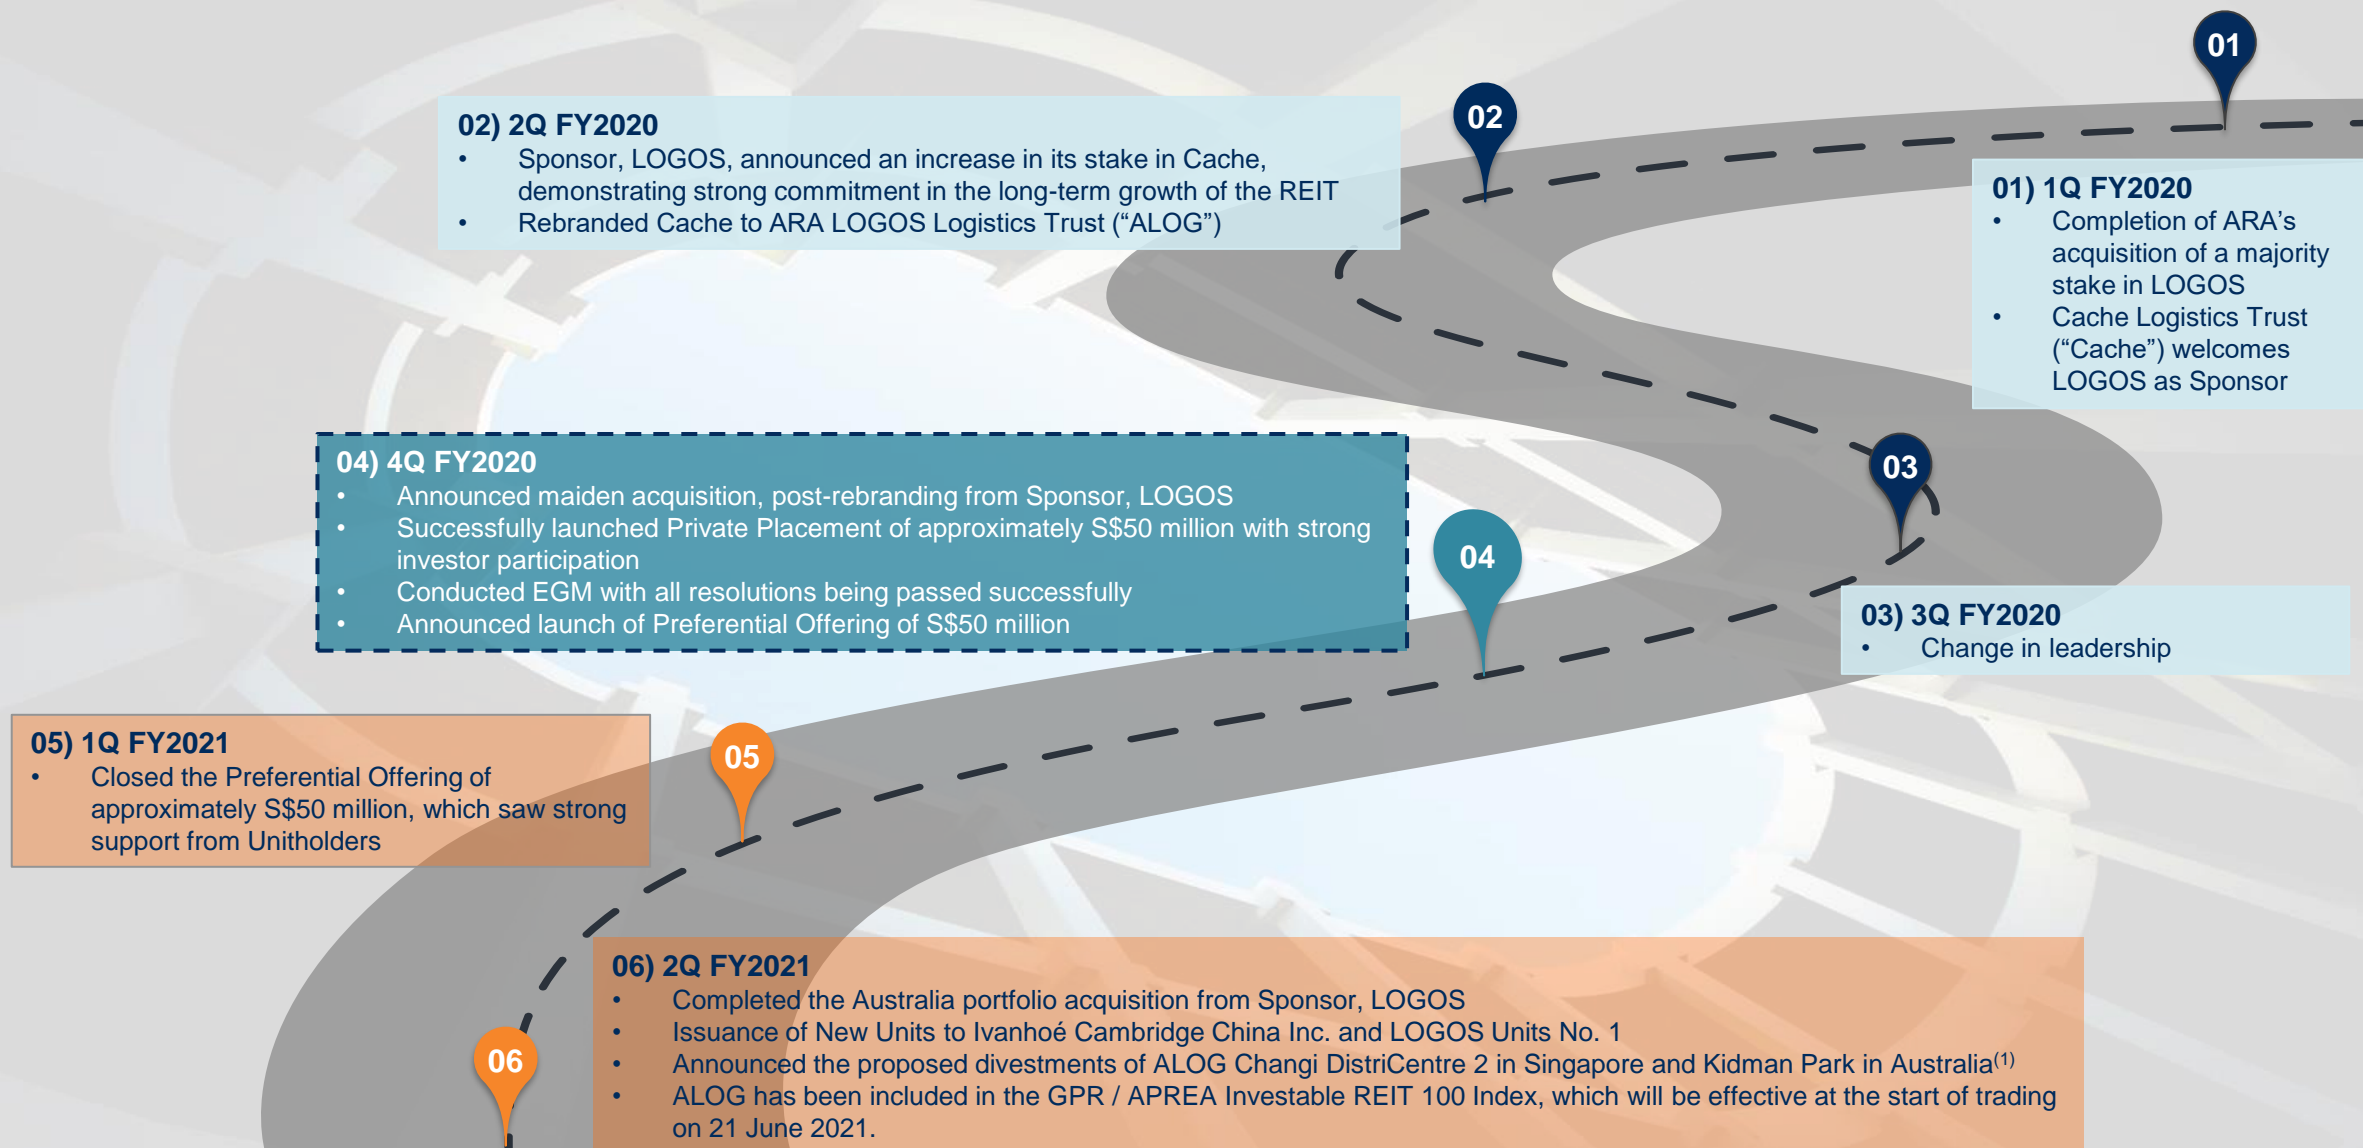 01
01) 1Q FY2020
• Completion of ARA’s
acquisition of a majority
stake in LOGOS
• Cache Logistics Trust
(“Cache”) welcomes
LOGOS as Sponsor
02
02) 2Q FY2020
• Sponsor, LOGOS, announced an increase in its stake in Cache,
demonstrating strong commitment in the long-term growth of the REIT
• Rebranded Cache to ARA LOGOS Logistics Trust (“ALOG”)
03
03) 3Q FY2020
• Change in leadership
04
04) 4Q FY2020
• Announced maiden acquisition, post-rebranding from Sponsor, LOGOS
• Successfully launched Private Placement of approximately S$50 million with strong
investor participation
• Conducted EGM with all resolutions being passed successfully
• Announced launch of Preferential Offering of S$50 million
05
05) 1Q FY2021
• Closed the Preferential Offering of
approximately S$50 million, which saw strong
support from Unitholders
06
06) 2Q FY2021
• Completed the Australia portfolio acquisition from Sponsor, LOGOS
• Issuance of New Units to Ivanhoé Cambridge China Inc. and LOGOS Units No. 1
• Announced the proposed divestments of ALOG Changi DistriCentre 2 in Singapore and Kidman Park in Australia(1)
• ALOG has been included in the GPR / APREA Investable REIT 100 Index, which will be effective at the start of trading
on 21 June 2021.